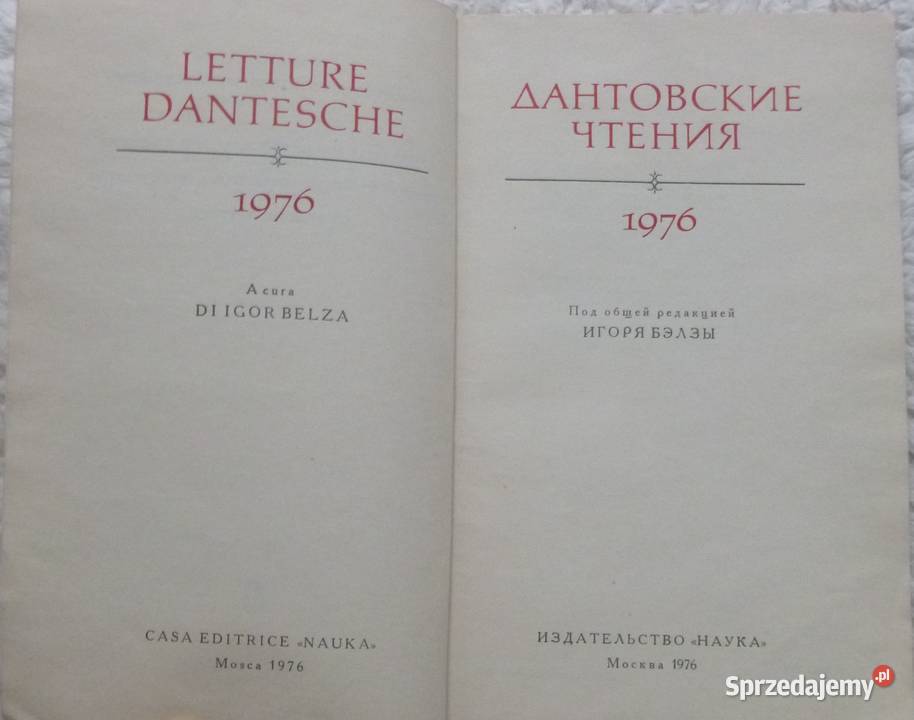 LETTURE
DANTESCHE
1976
A cura
DI IGOR BELZA
CASA EDITRICE «NAUKA»
Mosca 1976
ДАНТОВСКИЕ
ЧТЕНИЯ
1976
Под общей редакцией
ИГОРЯ БЭЛЗЫ
ИЗДАТЕЛЬСТВО «НАУКА»
Москва 1976
Sprzedajemy.pl